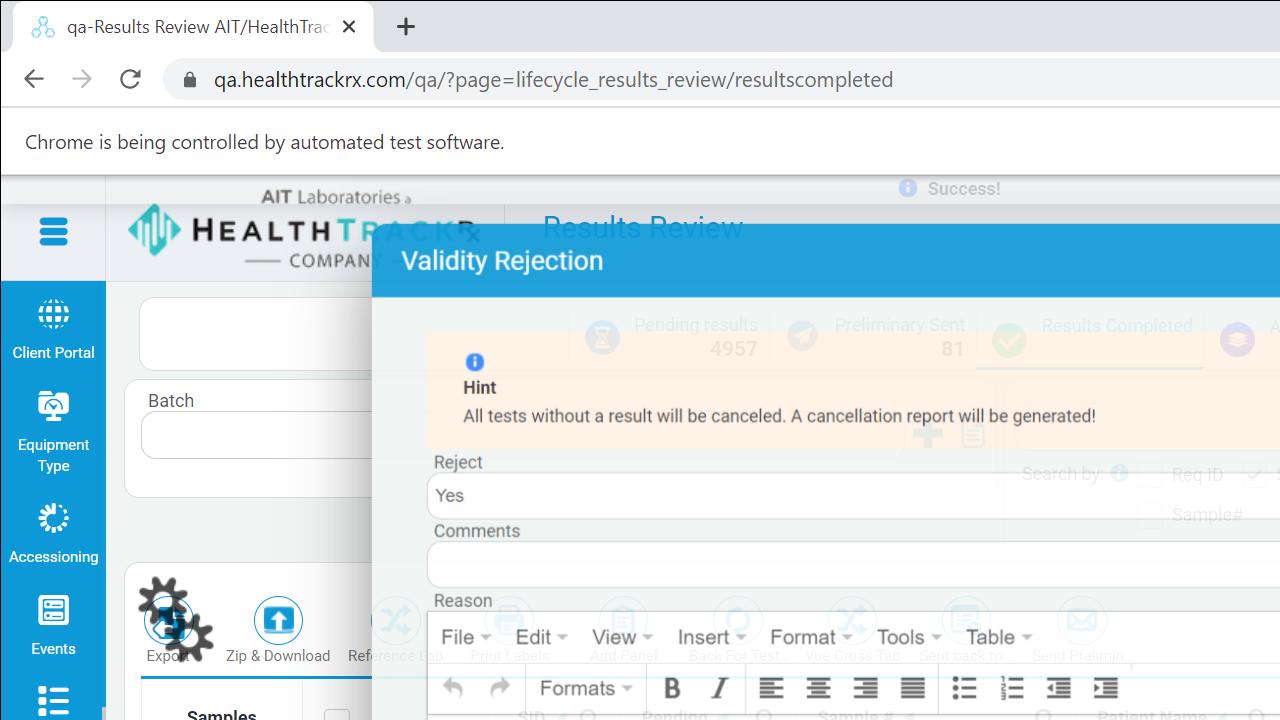 qa-Results Review AIT/HealthTrac
qa.healthtrackrx.com/qa/?page=lifecycle_results_review/resultscompleted
Chrome is being controlled by automated test software.
Success!
AIT Laboratories a
HEALTHTRACKRx
COMPANY
Results Review
Validity Rejection
Client Portal
Pending results
4957
Preliminary Sent
81
Results Completed
A
Hint
All tests without a result will be canceled. A cancellation report will be generated!
Batch
Equipment
Type
Reject
Search by:
Req ID
S
Yes
Sample#
Comments
Accessioning
Reason
File Edit View Insert Format Tools Table
Events
Export
Zip & Download
Reference Lab
Print Labels
Add Panel..
Back For Test..
Vue Cross Tab
Sent back to ..
Send Prelimin..
Formats B I
Samples
SID
Pending
Sample #
Patient Name